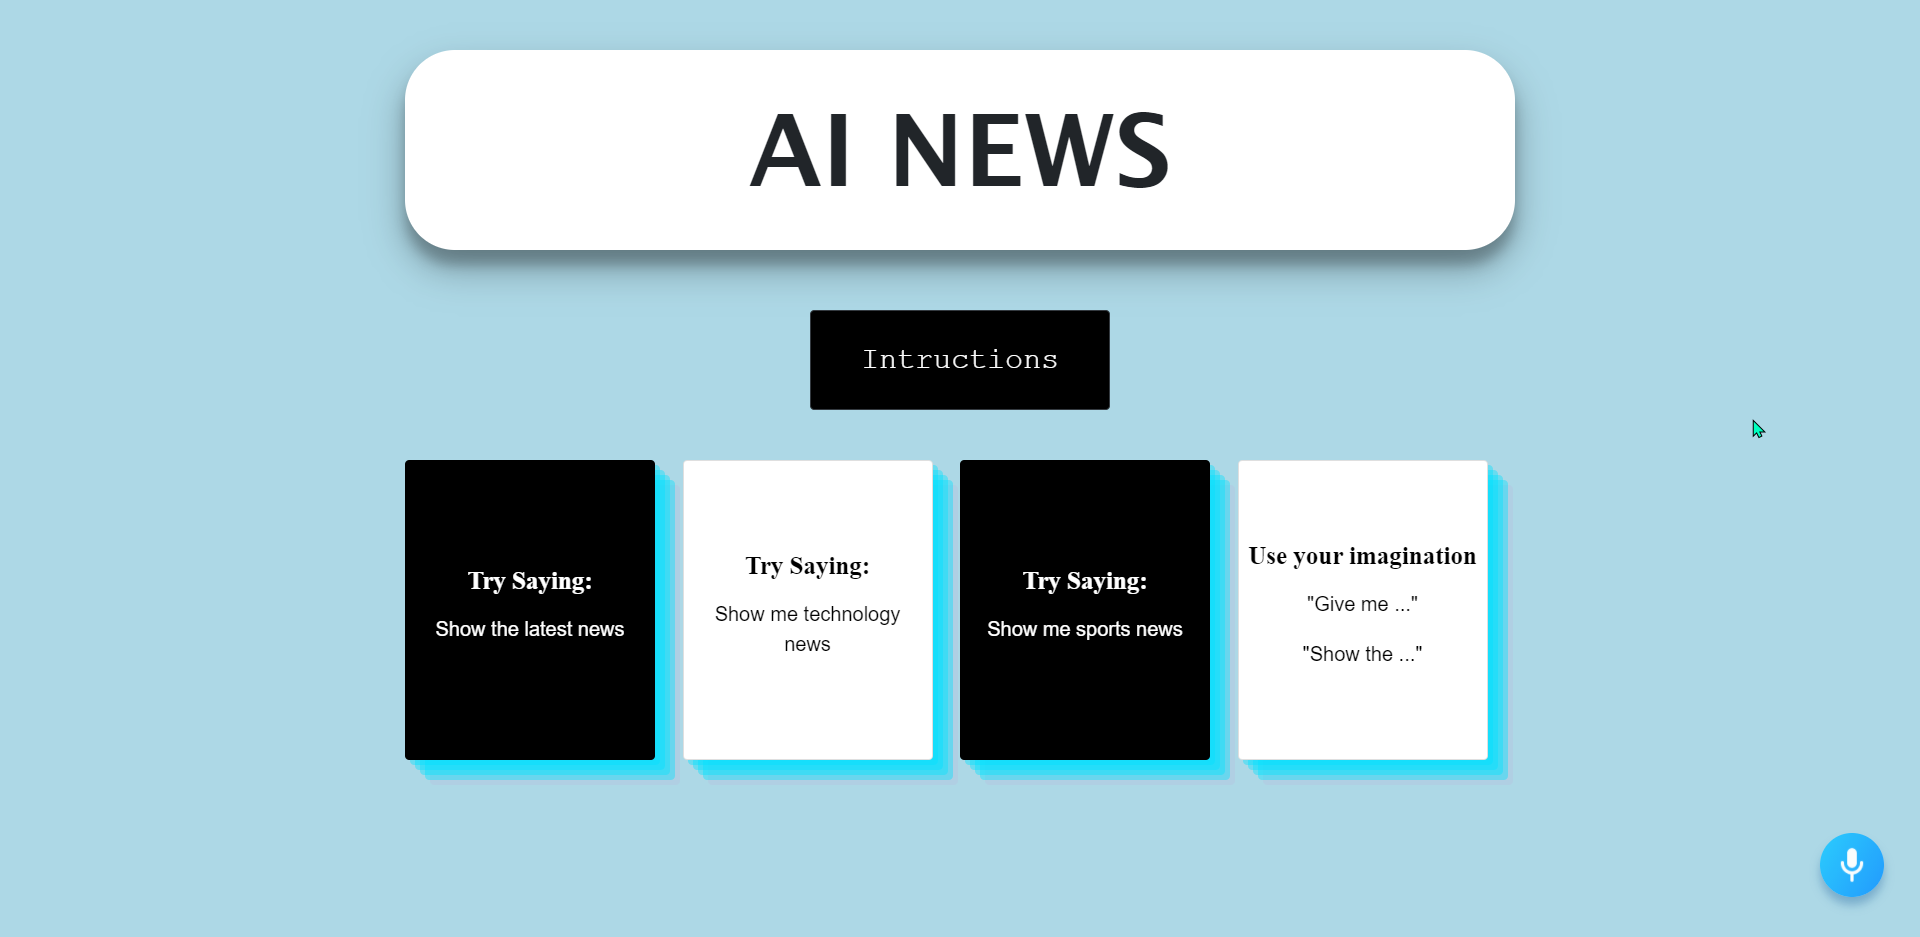 AI NEWS
Intructions
Try Saying:
Show the latest news
Try Saying:
Show me technology
news
Try Saying:
Show me sports news
Use your imagination
"Give me ..."
"Show the ..."